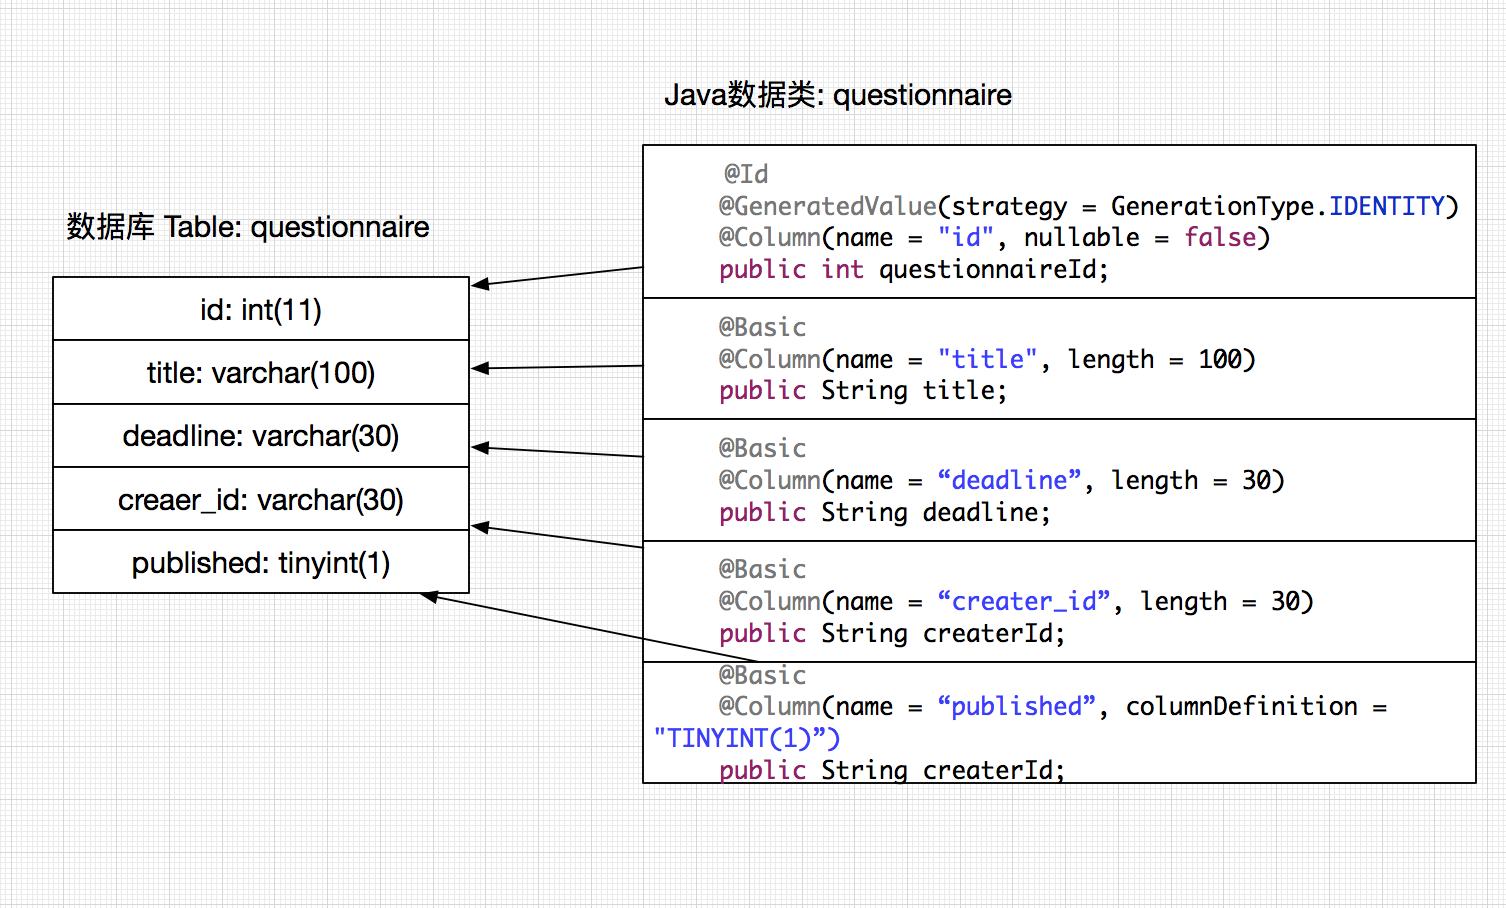 Java数据类: questionnaire
数据库 Table: questionnaire
id: int(11)
title: varchar(100)
deadline: varchar(30)
creaer_id: varchar(30)
published: tinyint(1)
@Id
@GeneratedValue(strategy = GenerationType.IDENTITY)
@Column(name = "id", nullable = false)
public int questionnaireId;
@Basic
@Column(name = "title", length = 100)
public String title;
@Basic
@Column(name = “deadline”, length = 30)
public String deadline;
@Basic
@Column(name = “creater_id”, length = 30)
public String createrId;
@Basic
@Column(name = “published”, columnDefinition =
"TINYINT(1)”)
public String createrId;